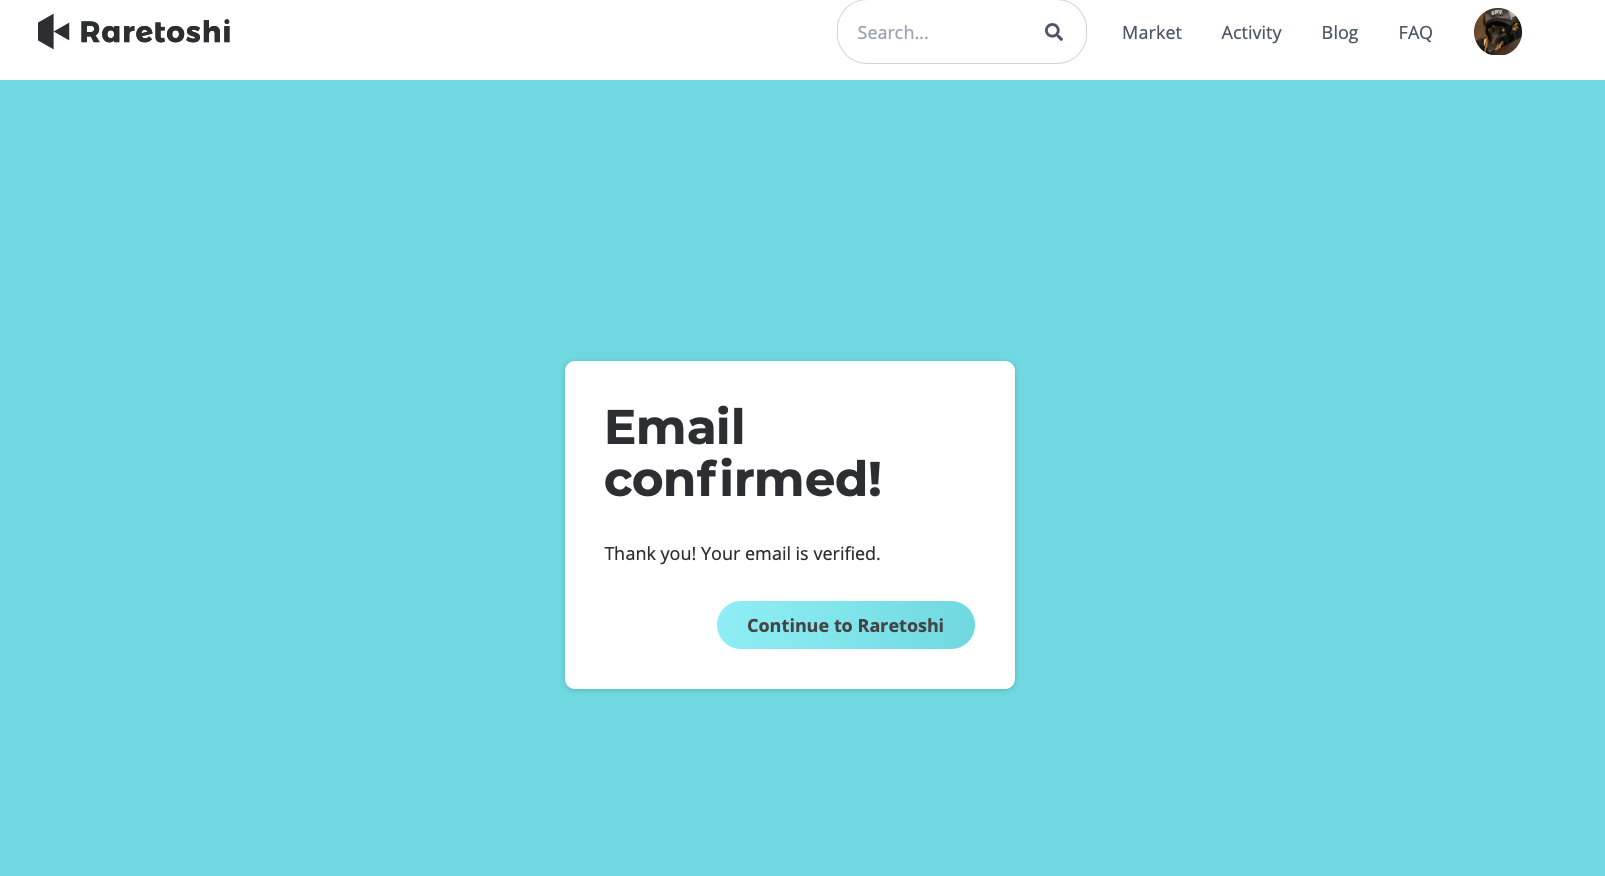 Raretoshi
Search...
Market
Activity
Blog
FAQ
Email
confirmed!
Thank you! Your email is verified.
Continue to Raretoshi